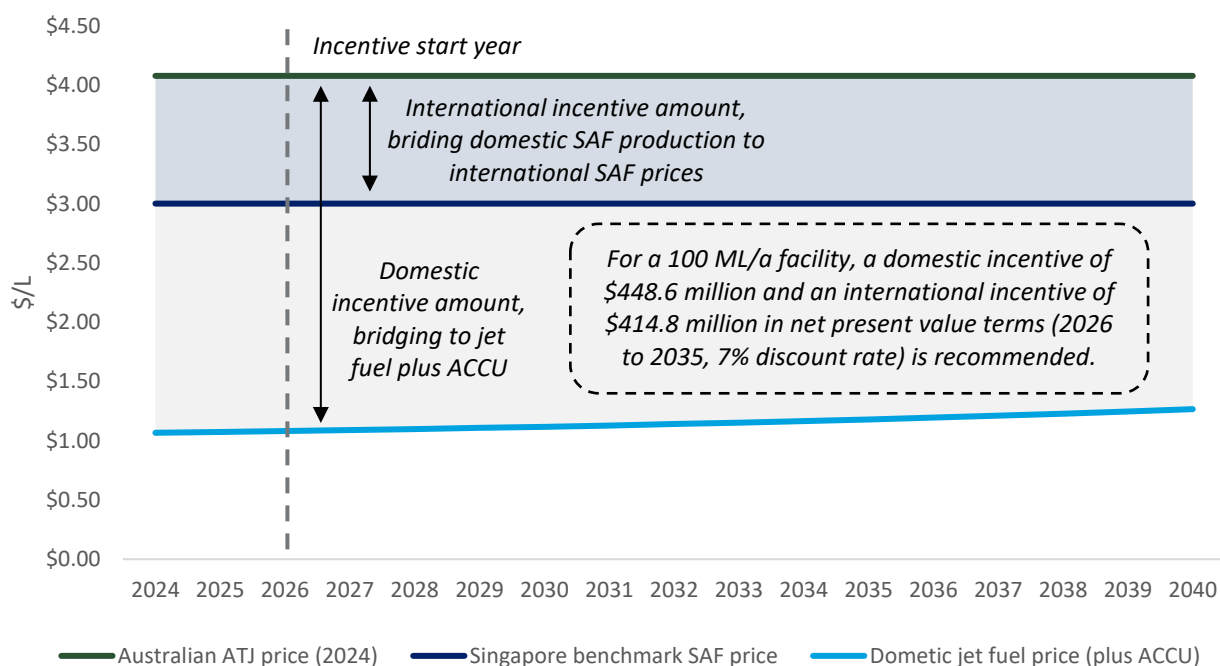 $4.50
$4.00
$3.50
$3.00
$2.50
$2.00
$1.50
$1.00
$0.50
$0.00
$/L
Incentive start year
International incentive amount,
briding domestic SAF production to
international SAF prices
Domestic
incentive amount,
bridging to jet
fuel plus ACCU
For a 100 ML/a facility, a domestic incentive of
$448.6 million and an international incentive of
$414.8 million in net present value terms (2026
to 2035, 7% discount rate) is recommended.
2024 2025 2026 2027 2028 2029 2030 2031 2032 2033 2034 2035 2036 2037 2038 2039 2040
Australian ATJ price (2024) Singapore benchmark SAF price Dometic jet fuel price (plus ACCU)